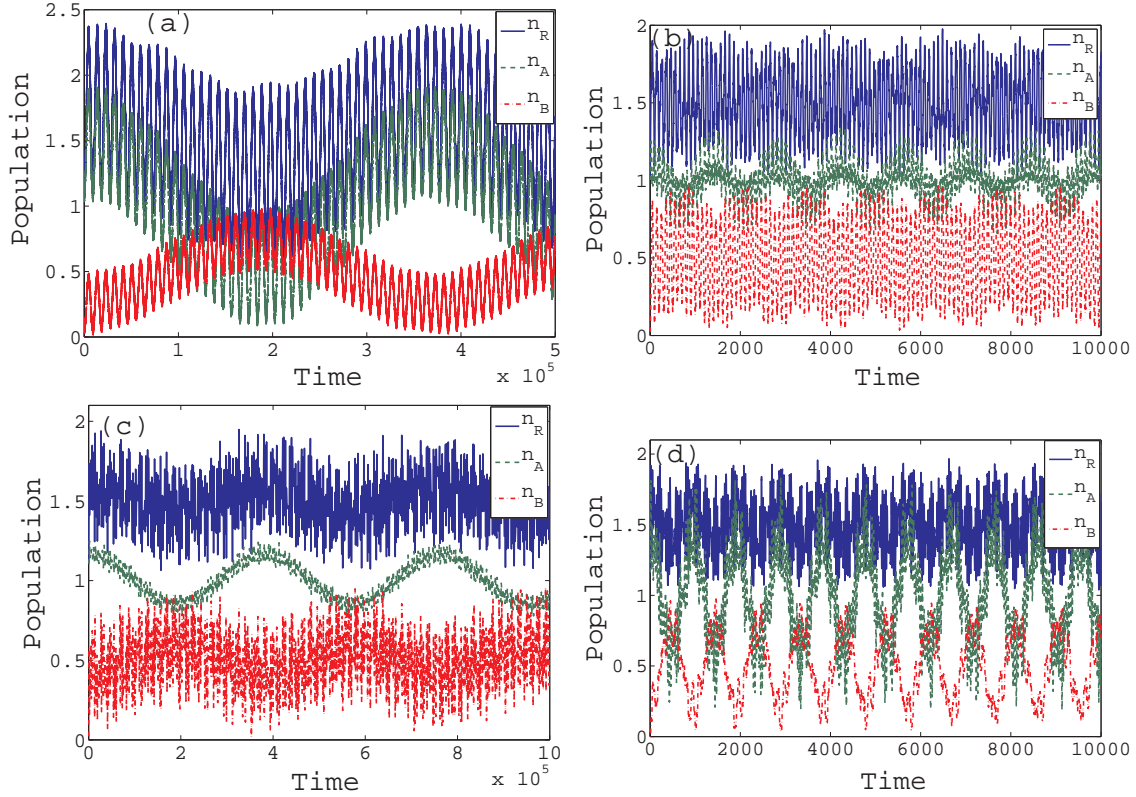 (a)
2.5
2
1.5
1
0.5
0
Population
n_R
n_A
n_B
0 1 2 3 4 5
Time
x 10^5
(b)
2
1.5
1
0.5
0
Population
n_R
n_A
n_B
0 2000 4000 6000 8000 10000
Time
(c)
2
1.5
1
0.5
0
Population
n_R
n_A
n_B
0 2 4 6 8 10
Time
x 10^5
(d)
2
1.5
1
0.5
0
Population
n_R
n_A
n_B
0 2000 4000 6000 8000 10000
Time